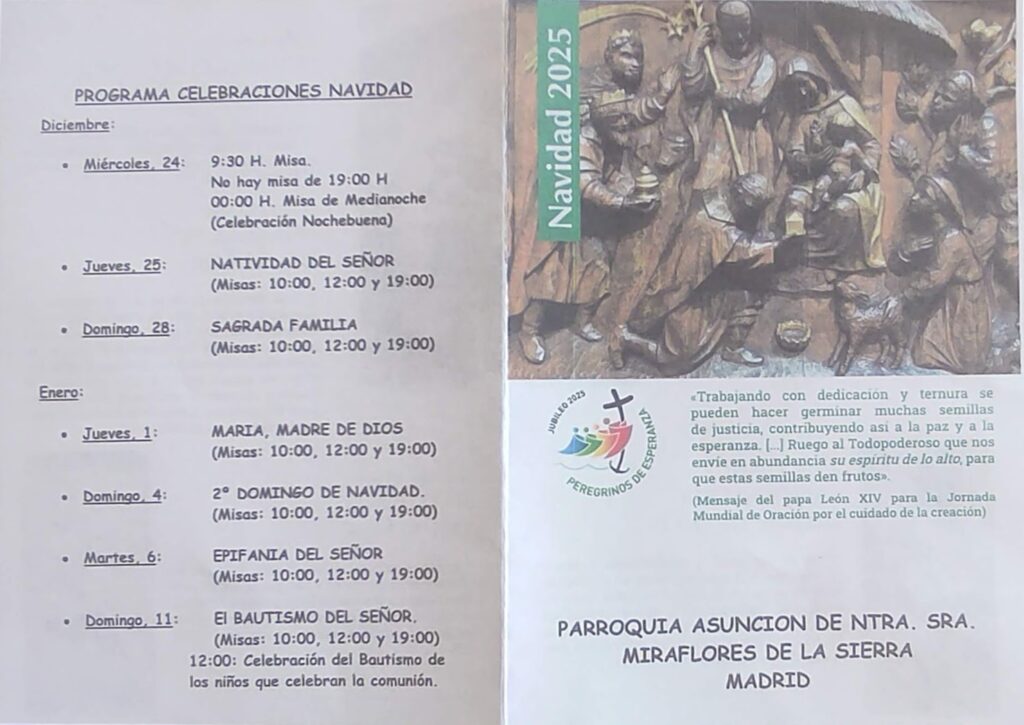 PROGRAMA CELEBRACIONES NAVIDAD
Diciembre:
• Miércoles, 24: 9:30 H. Misa.
No hay misa de 19:00 H
00:00 H. Misa de Medianoche
(Celebración Nochebuena)
• Jueves, 25: NATIVIDAD DEL SEÑOR
(Misas: 10:00, 12:00 y 19:00)
• Domingo, 28: SAGRADA FAMILIA
(Misas: 10:00, 12:00 y 19:00)
Enero:
• Jueves, 1: MARIA, MADRE DE DIOS
(Misas: 10:00, 12:00 y 19:00)
• Domingo, 4: 2º DOMINGO DE NAVIDAD.
(Misas: 10:00, 12:00 y 19:00)
• Martes, 6: EPIFANIA DEL SEÑOR
(Misas: 10:00, 12:00 y 19:00)
• Domingo, 11: El BAUTISMO DEL SEÑOR.
(Misas: 10:00, 12:00 y 19:00)
12:00: Celebración del Bautismo de
los niños que celebran la comunión.
Navidad 2025
JUBILEO 2025
PEREGRINOS DE ESPERANZA
«Trabajando con dedicación y ternura se
pueden hacer germinar muchas semillas
de justicia, contribuyendo así a la paz y a la
esperanza. [...] Ruego al Todopoderoso que nos
envíe en abundancia su espíritu de lo alto, para
que estas semillas den frutos».
(Mensaje del papa León XIV para la Jornada
Mundial de Oración por el cuidado de la creación)
PARROQUIA ASUNCION DE NTRA. SRA.
MIRAFLORES DE LA SIERRA
MADRID